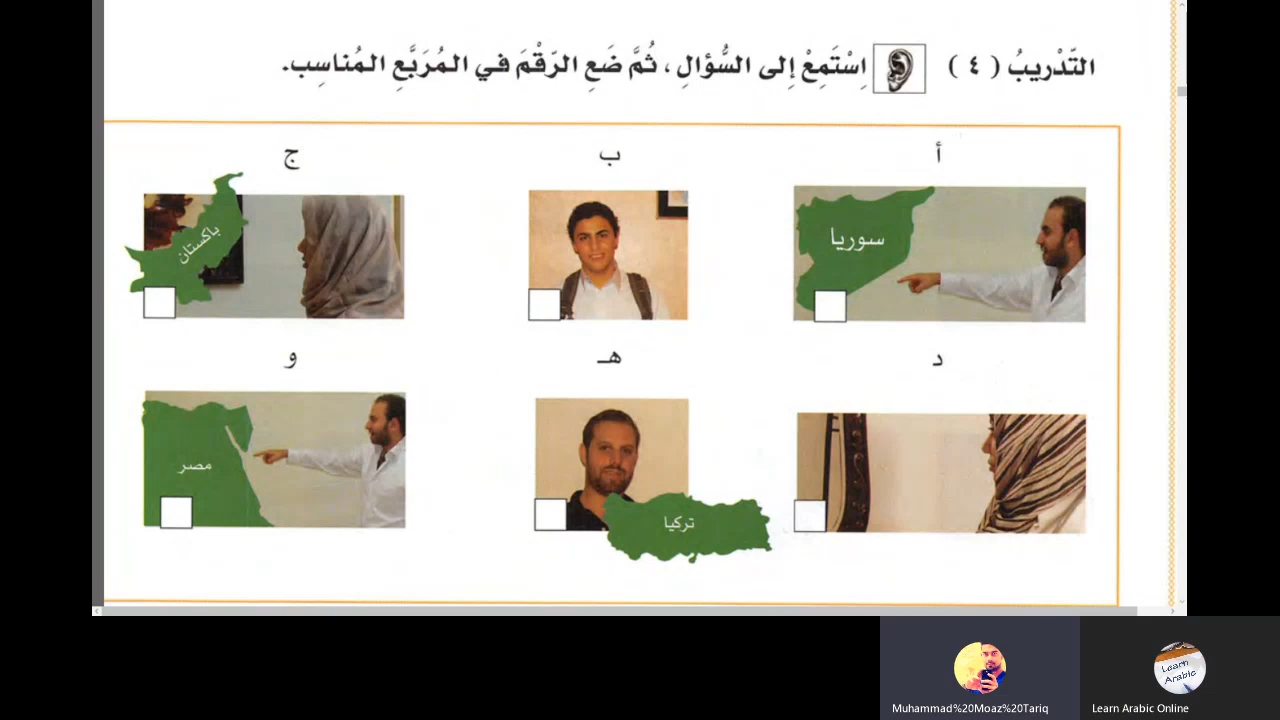 التَّدْرِيبُ ( ٤ ) اِسْتَمِعْ إِلى السُّؤالِ ، ثُمَّ ضَعِ الرَّقْمَ في المُرَبَّعِ المُناسِبِ.
أ ب ج
سوريا
باكستان
د هـ و
مصر
تركيا
Learn Arabic
Muhammad%20Moaz%20Tariq Learn Arabic Online